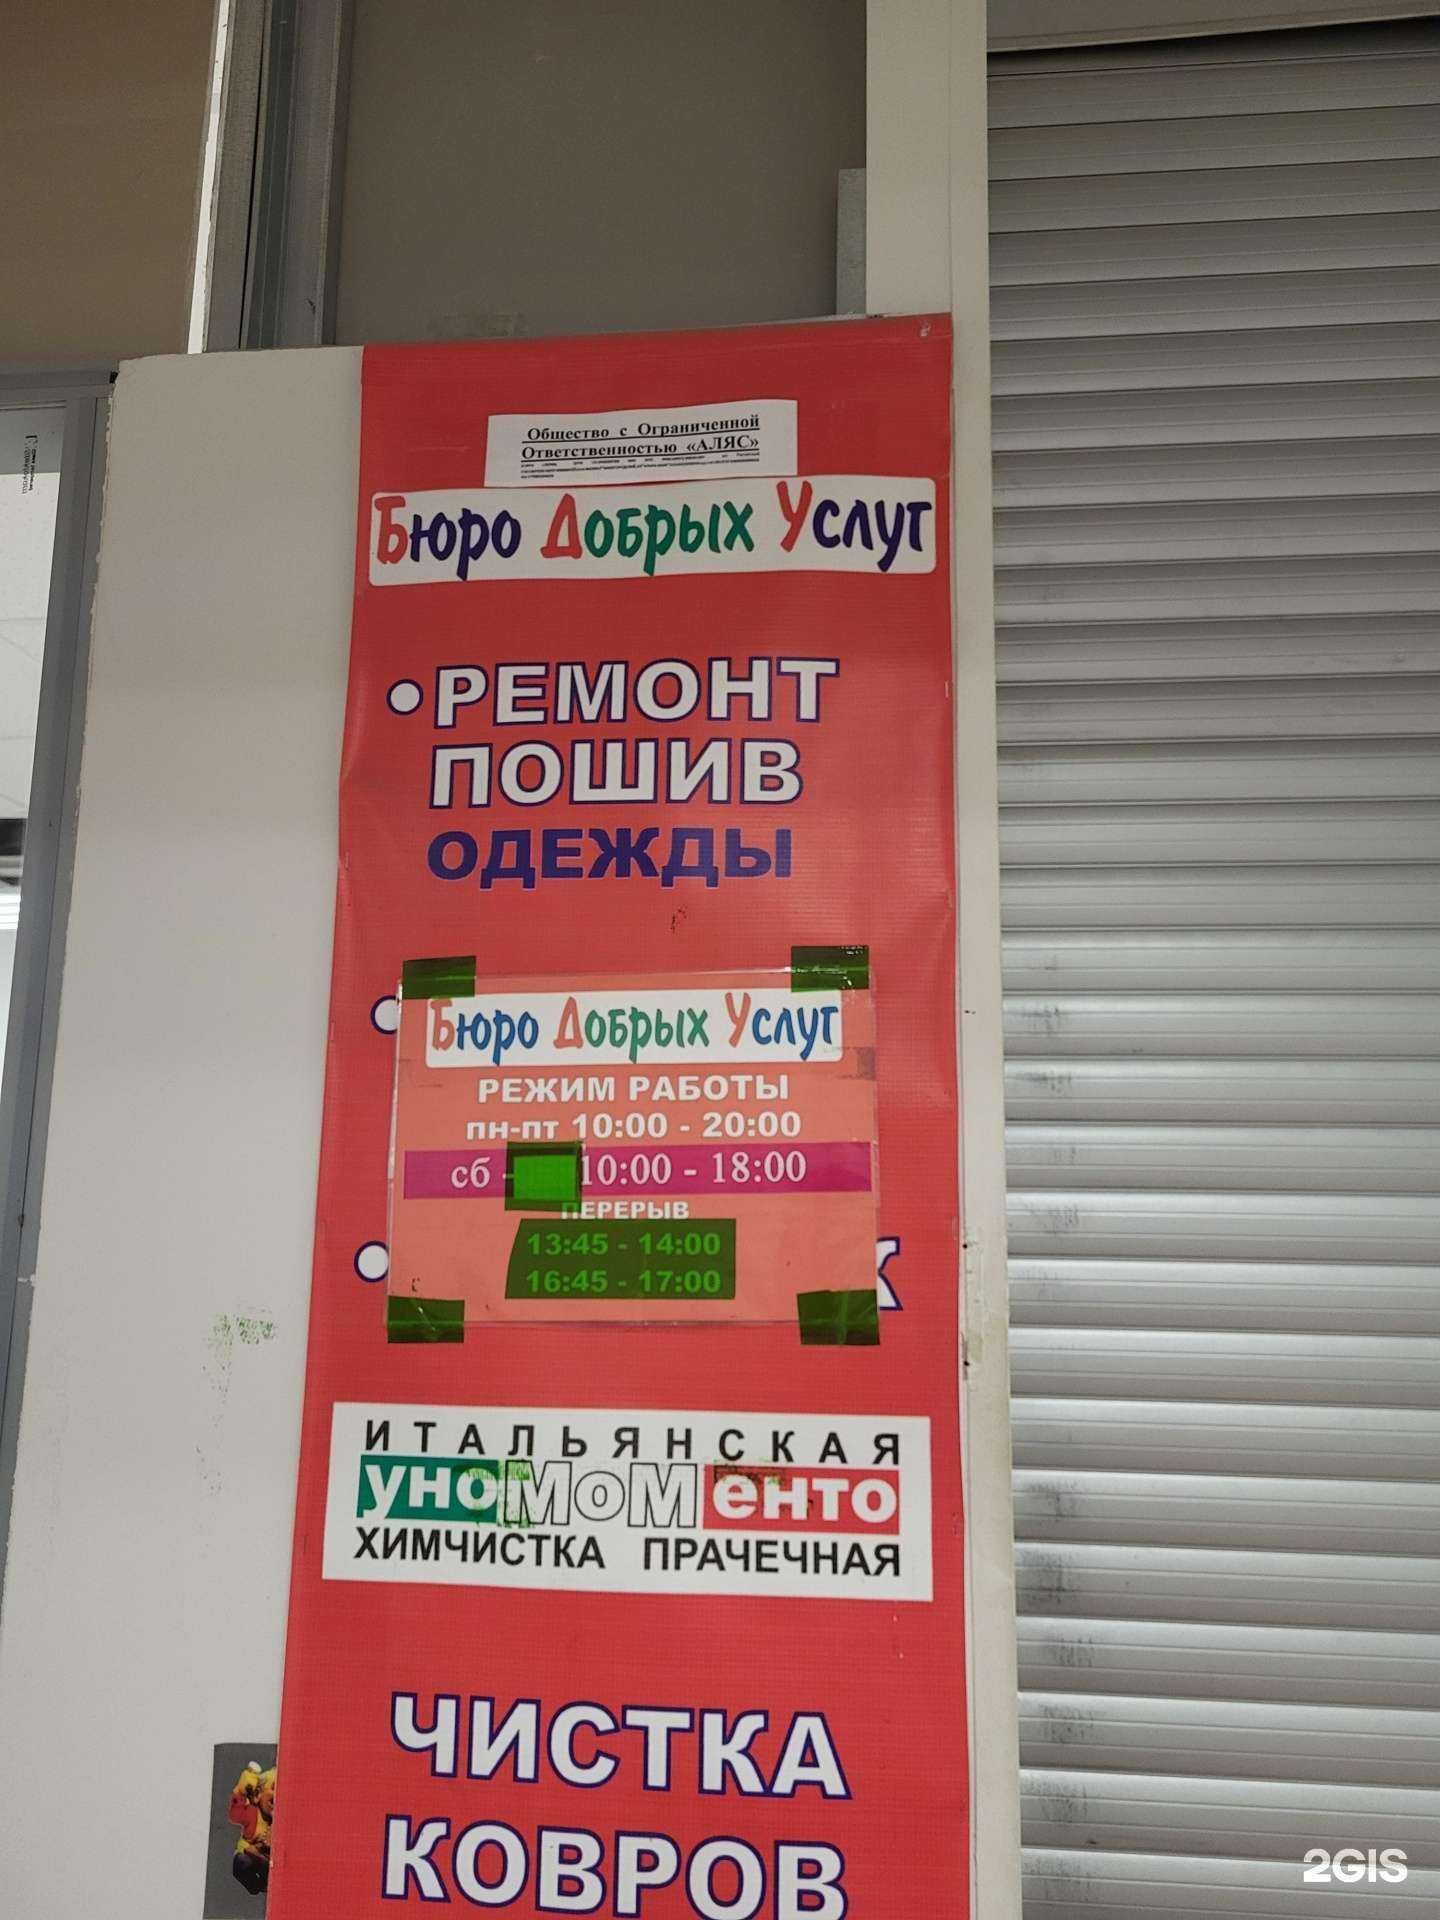 Общество с Ограниченной
Ответственностью «АЛЯС»
Бюро Добрых Услуг
•РЕМОНТ
ПОШИВ
ОДЕЖДЫ
Бюро Добрых Услуг
РЕЖИМ РАБОТЫ
пн-пт 10:00 - 20:00
сб - 10:00 - 18:00
ПЕРЕРЫВ
13:45 - 14:00
16:45 - 17:00
К
ИТАЛЬЯНСКАЯ
уноМоМенто
ХИМЧИСТКА ПРАЧЕЧНАЯ
ЧИСТКА
КОВРОВ
2GIS